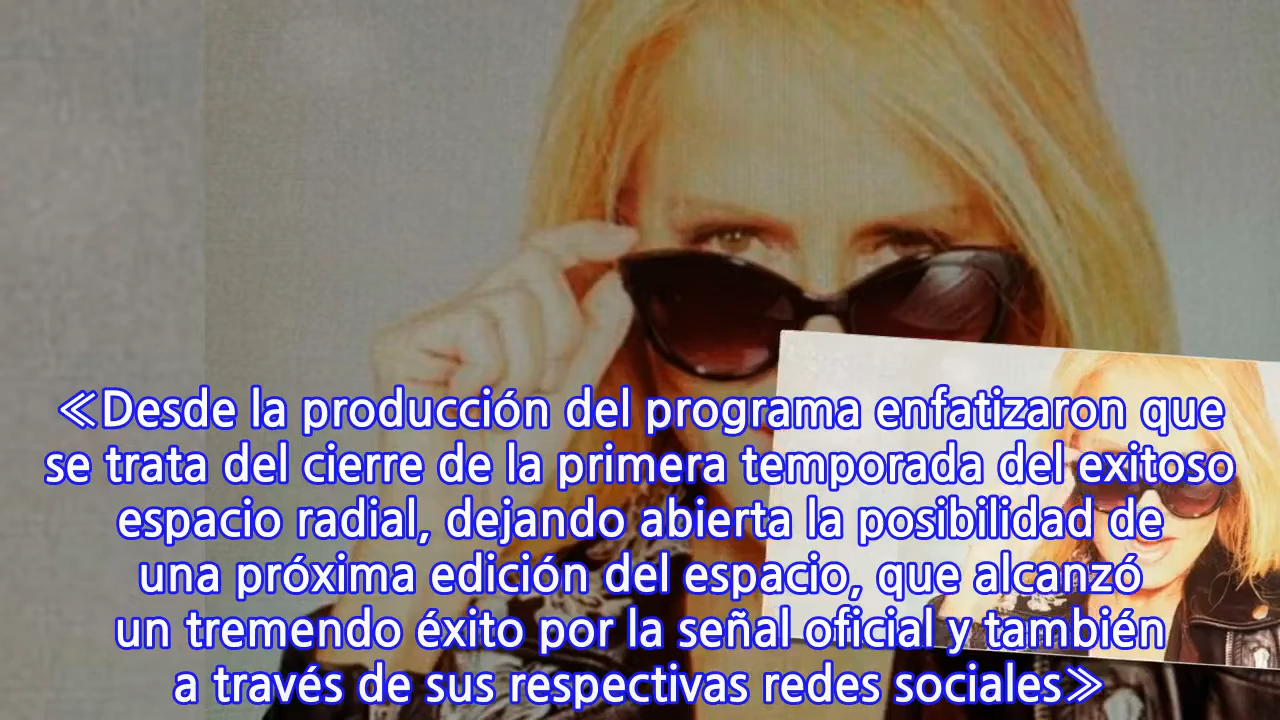 ≪Desde la producción del programa enfatizaron que
se trata del cierre de la primera temporada del exitoso
espacio radial, dejando abierta la posibilidad de
una próxima edición del espacio, que alcanzó
un tremendo éxito por la señal oficial y también
a través de sus respectivas redes sociales≫